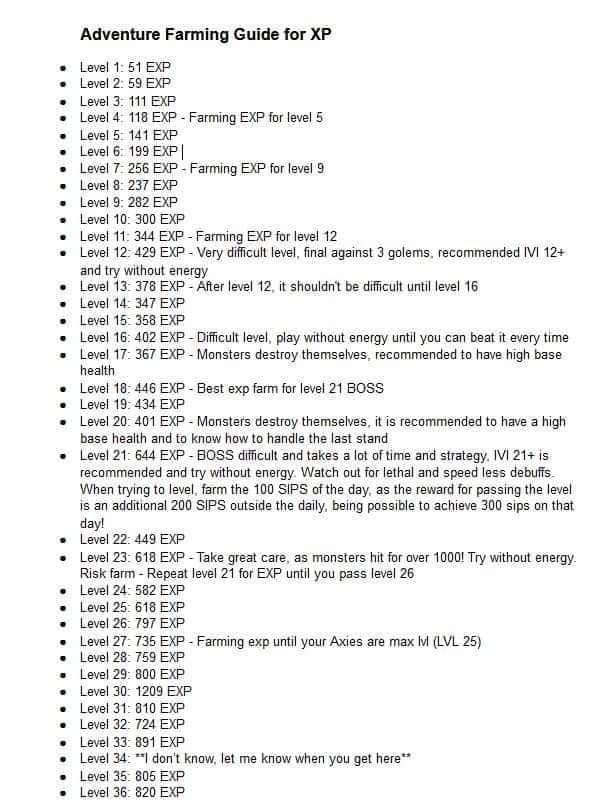 Adventure Farming Guide for XP
● Level 1: 51 EXP
● Level 2: 59 EXP
● Level 3: 111 EXP
● Level 4: 118 EXP - Farming EXP for level 5
● Level 5: 141 EXP
● Level 6: 199 EXP
● Level 7: 256 EXP - Farming EXP for level 9
● Level 8: 237 EXP
● Level 9: 282 EXP
● Level 10: 300 EXP
● Level 11: 344 EXP - Farming EXP for level 12
● Level 12: 429 EXP - Very difficult level, final against 3 golems, recommended lVl 12+
and try without energy
● Level 13: 378 EXP - After level 12, it shouldn't be difficult until level 16
● Level 14: 347 EXP
● Level 15: 358 EXP
● Level 16: 402 EXP - Difficult level, play without energy until you can beat it every time
● Level 17: 367 EXP - Monsters destroy themselves, recommended to have high base
health
● Level 18: 446 EXP - Best exp farm for level 21 BOSS
● Level 19: 434 EXP
● Level 20: 401 EXP - Monsters destroy themselves, it is recommended to have a high
base health and to know how to handle the last stand
● Level 21: 644 EXP - BOSS difficult and takes a lot of time and strategy, lVl 21+ is
recommended and try without energy. Watch out for lethal and speed less debuffs.
When trying to level, farm the 100 SIPS of the day, as the reward for passing the level
is an additional 200 SIPS outside the daily, being possible to achieve 300 sips on that
day!
● Level 22: 449 EXP
● Level 23: 618 EXP - Take great care, as monsters hit for over 1000! Try without energy.
Risk farm - Repeat level 21 for EXP until you pass level 26
● Level 24: 582 EXP
● Level 25: 618 EXP
● Level 26: 797 EXP
● Level 27: 735 EXP - Farming exp until your Axies are max lvl (LVL 25)
● Level 28: 759 EXP
● Level 29: 800 EXP
● Level 30: 1209 EXP
● Level 31: 810 EXP
● Level 32: 724 EXP
● Level 33: 891 EXP
● Level 34: **I don't know, let me know when you get here**
● Level 35: 805 EXP
● Level 36: 820 EXP